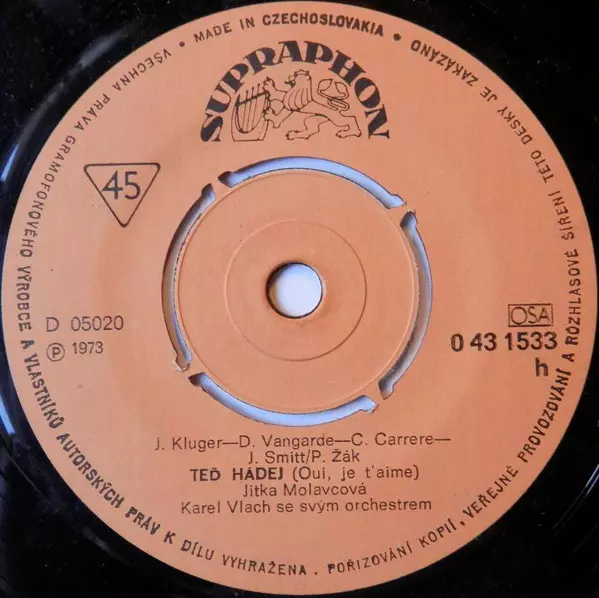 VŠECHNA PRÁVA GRAMOFONOVÉHO VÝROBCE A VLASTNÍKŮ AUTORSKÝCH PRÁV K DÍLU VYHRAŽENA . POŘIZOVÁNÍ KOPIÍ, VEŘEJNÉ PROVOZOVÁNÍ A ROZHLASOVÉ ŠÍŘENÍ TÉTO DESKY JE ZAKÁZÁNO • MADE IN CZECHOSLOVAKIA •
SUPRAPHON
45
D 05020
Ⓟ 1973
OSA
0 43 1533
h
J. Kluger—D. Vangarde—C. Carrere—
J. Smitt/P. Žák
TEĎ HÁDEJ (Oui, je t'aime)
Jitka Molavcová
Karel Vlach se svým orchestrem